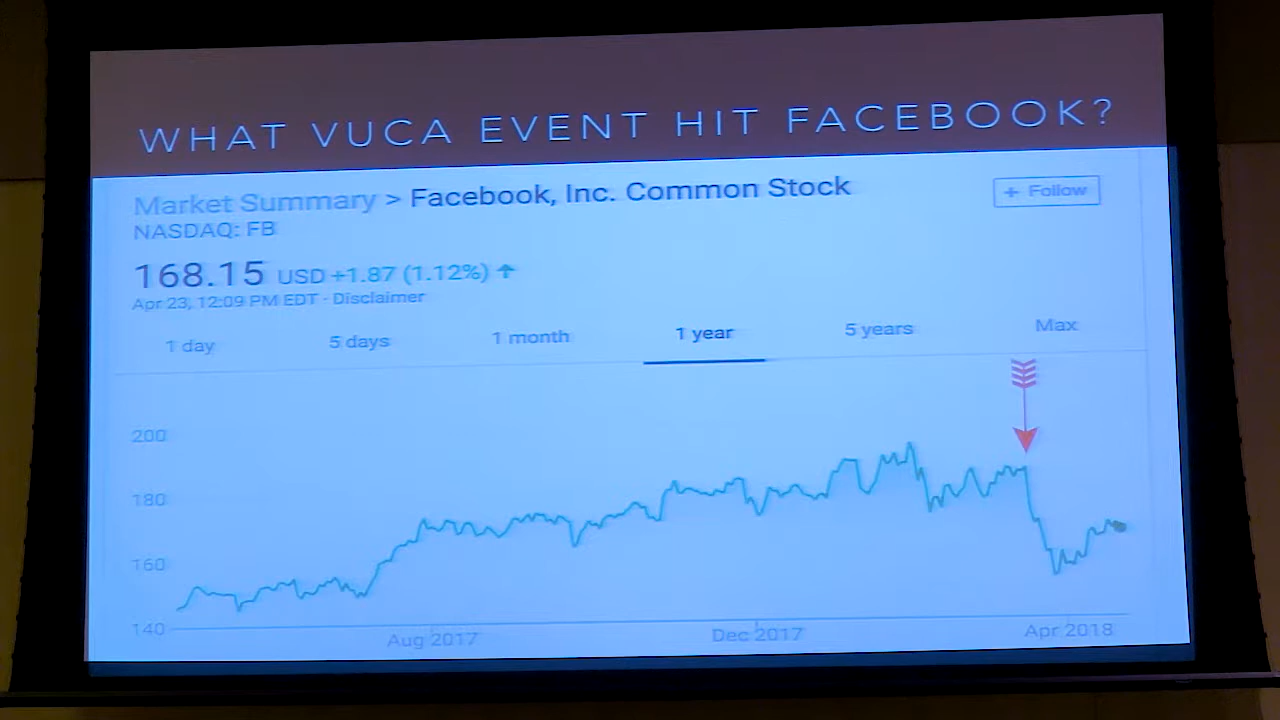 WHAT VUCA EVENT HIT FACEBOOK?
Market Summary > Facebook, Inc. Common Stock
+ Follow
NASDAQ: FB
168.15 USD +1.87 (1.12%) ↑
Apr 23, 12:09 PM EDT · Disclaimer
1 day 5 days 1 month 1 year 5 years Max
200
180
160
140
Aug 2017 Dec 2017 Apr 2018